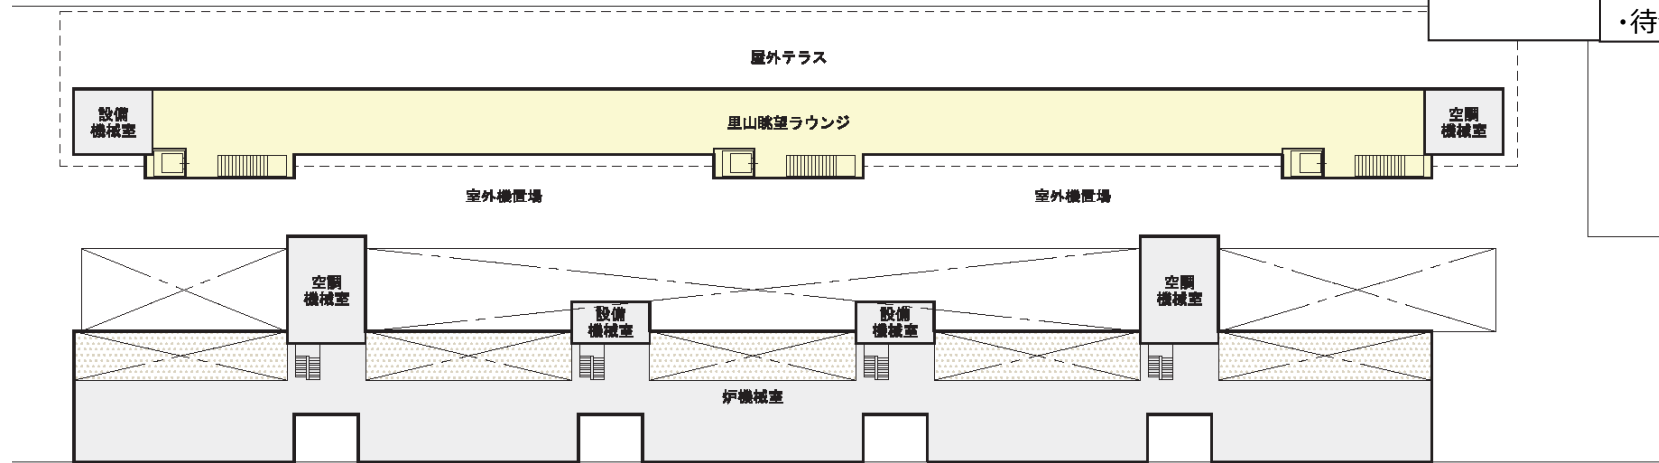 ・待
屋外テラス
設備
機械室
里山眺望ラウンジ
空調
機械室
室外機置場
室外機置場
空調
機械室
空調
機械室
設備
機械室
設備
機械室
炉機械室